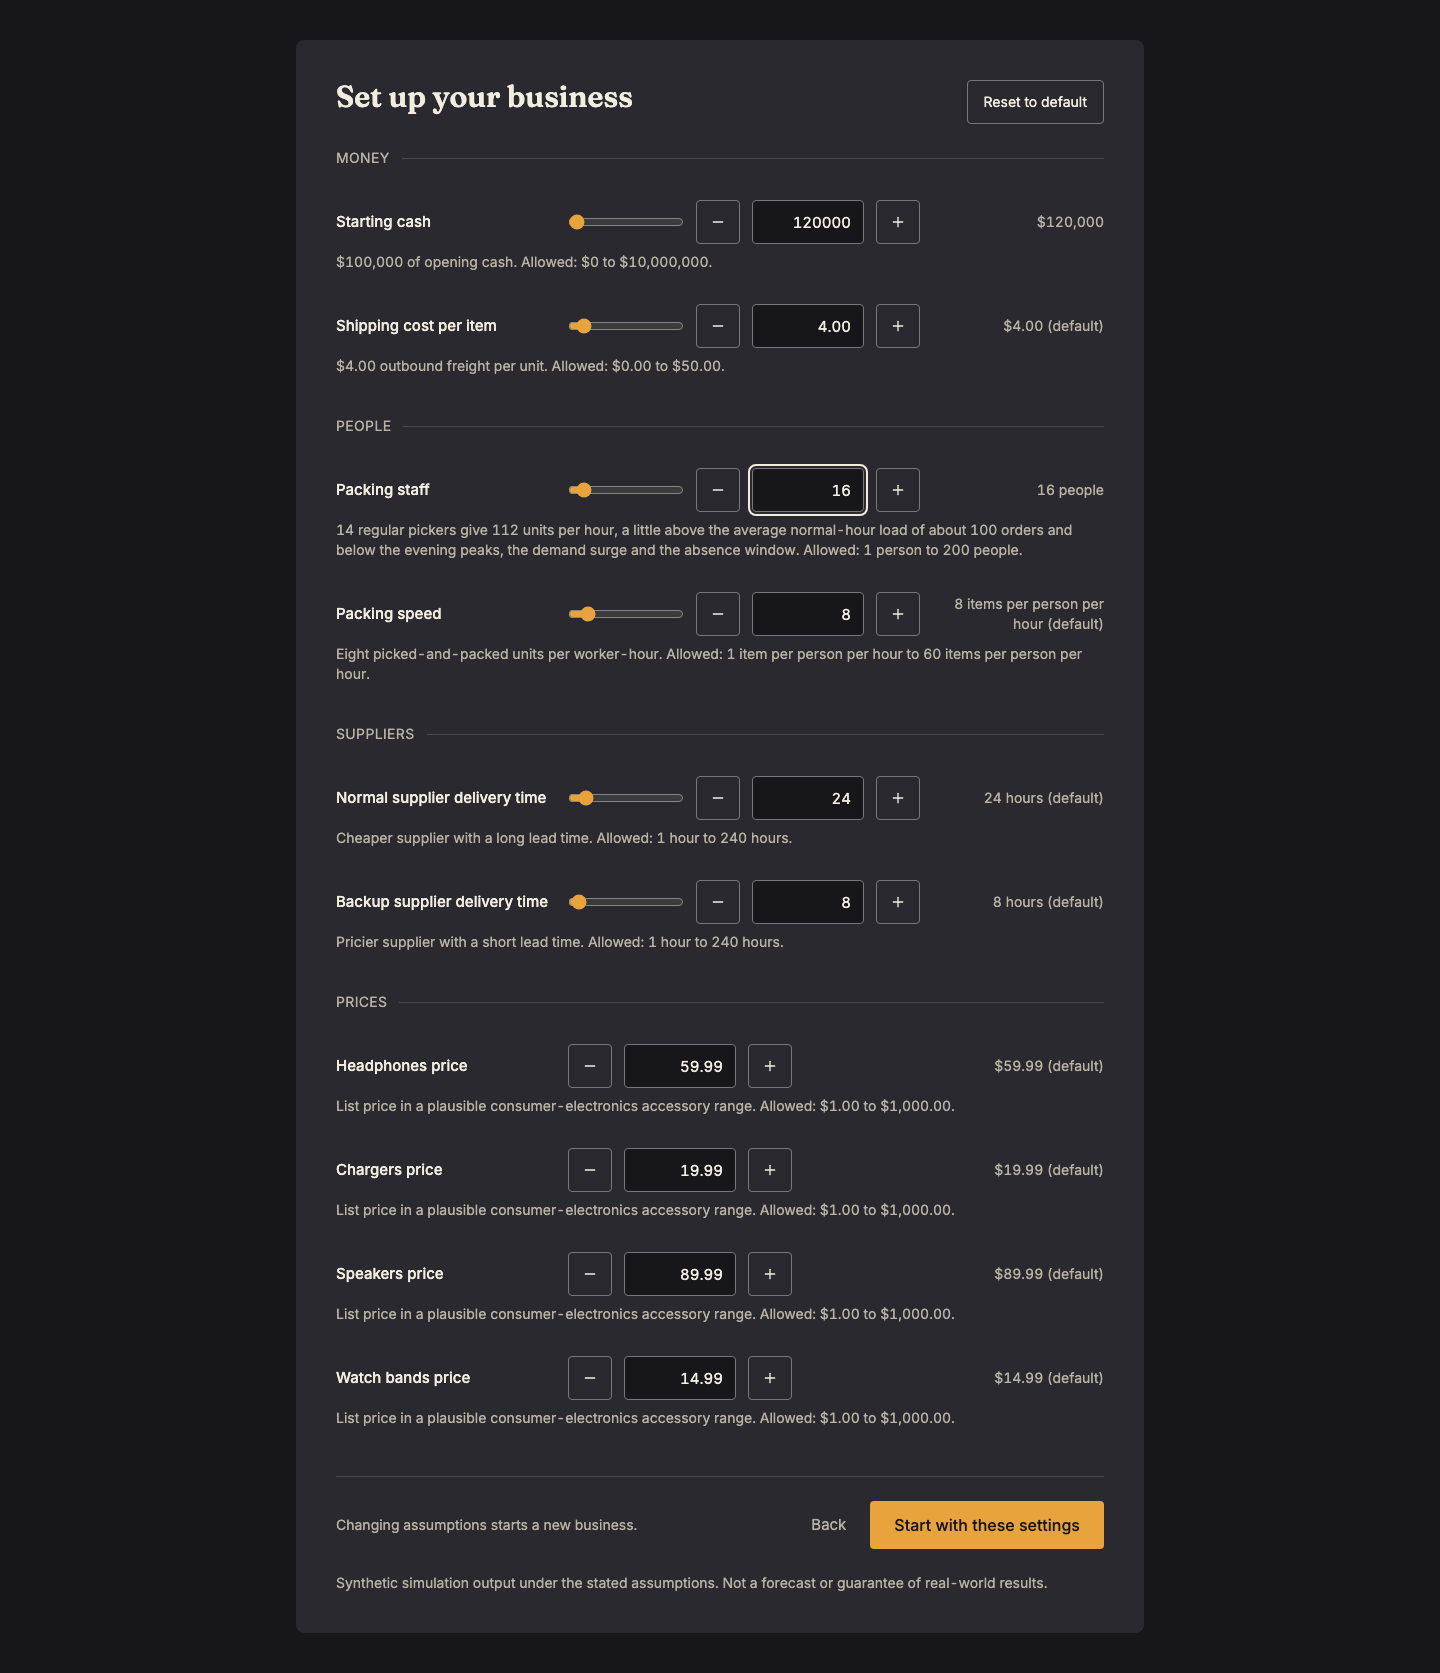 Set up your business
Reset to default
MONEY
Starting cash
−
120000
+
$120,000
$100,000 of opening cash. Allowed: $0 to $10,000,000.
Shipping cost per item
−
4.00
+
$4.00 (default)
$4.00 outbound freight per unit. Allowed: $0.00 to $50.00.
PEOPLE
Packing staff
−
16
+
16 people
14 regular pickers give 112 units per hour, a little above the average normal-hour load of about 100 orders and
below the evening peaks, the demand surge and the absence window. Allowed: 1 person to 200 people.
Packing speed
−
8
+
8 items per person per
hour (default)
Eight picked-and-packed units per worker-hour. Allowed: 1 item per person per hour to 60 items per person per
hour.
SUPPLIERS
Normal supplier delivery time
−
24
+
24 hours (default)
Cheaper supplier with a long lead time. Allowed: 1 hour to 240 hours.
Backup supplier delivery time
−
8
+
8 hours (default)
Pricier supplier with a short lead time. Allowed: 1 hour to 240 hours.
PRICES
Headphones price
−
59.99
+
$59.99 (default)
List price in a plausible consumer-electronics accessory range. Allowed: $1.00 to $1,000.00.
Chargers price
−
19.99
+
$19.99 (default)
List price in a plausible consumer-electronics accessory range. Allowed: $1.00 to $1,000.00.
Speakers price
−
89.99
+
$89.99 (default)
List price in a plausible consumer-electronics accessory range. Allowed: $1.00 to $1,000.00.
Watch bands price
−
14.99
+
$14.99 (default)
List price in a plausible consumer-electronics accessory range. Allowed: $1.00 to $1,000.00.
Changing assumptions starts a new business.
Back
Start with these settings
Synthetic simulation output under the stated assumptions. Not a forecast or guarantee of real-world results.